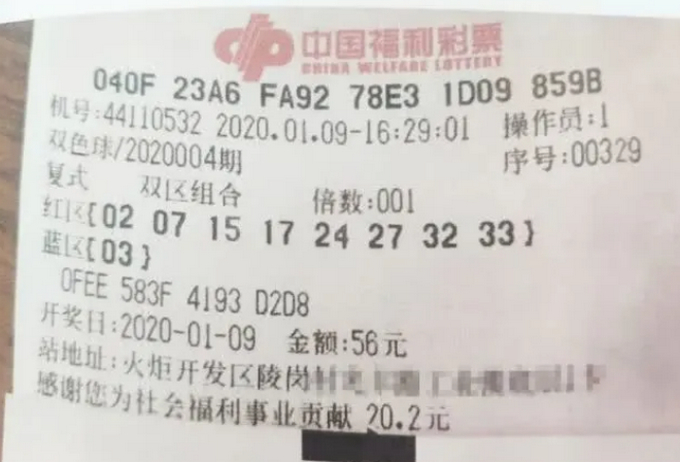 中国福利彩票
CHINA WELFARE LOTTERY
040F 23A6 FA92 78E3 1D09 859B
机号:44110532 2020.01.09-16:29:01 操作员:1
双色球/2020004期 序号:00329
复式 双区组合 倍数:001
红区{02 07 15 17 24 27 32 33}
蓝区{03}
0FEE 583F 4193 D2D8
开奖日:2020-01-09 金额:56元
站地址:火炬开发区陵岗
感谢您为社会福利事业贡献 20.2元